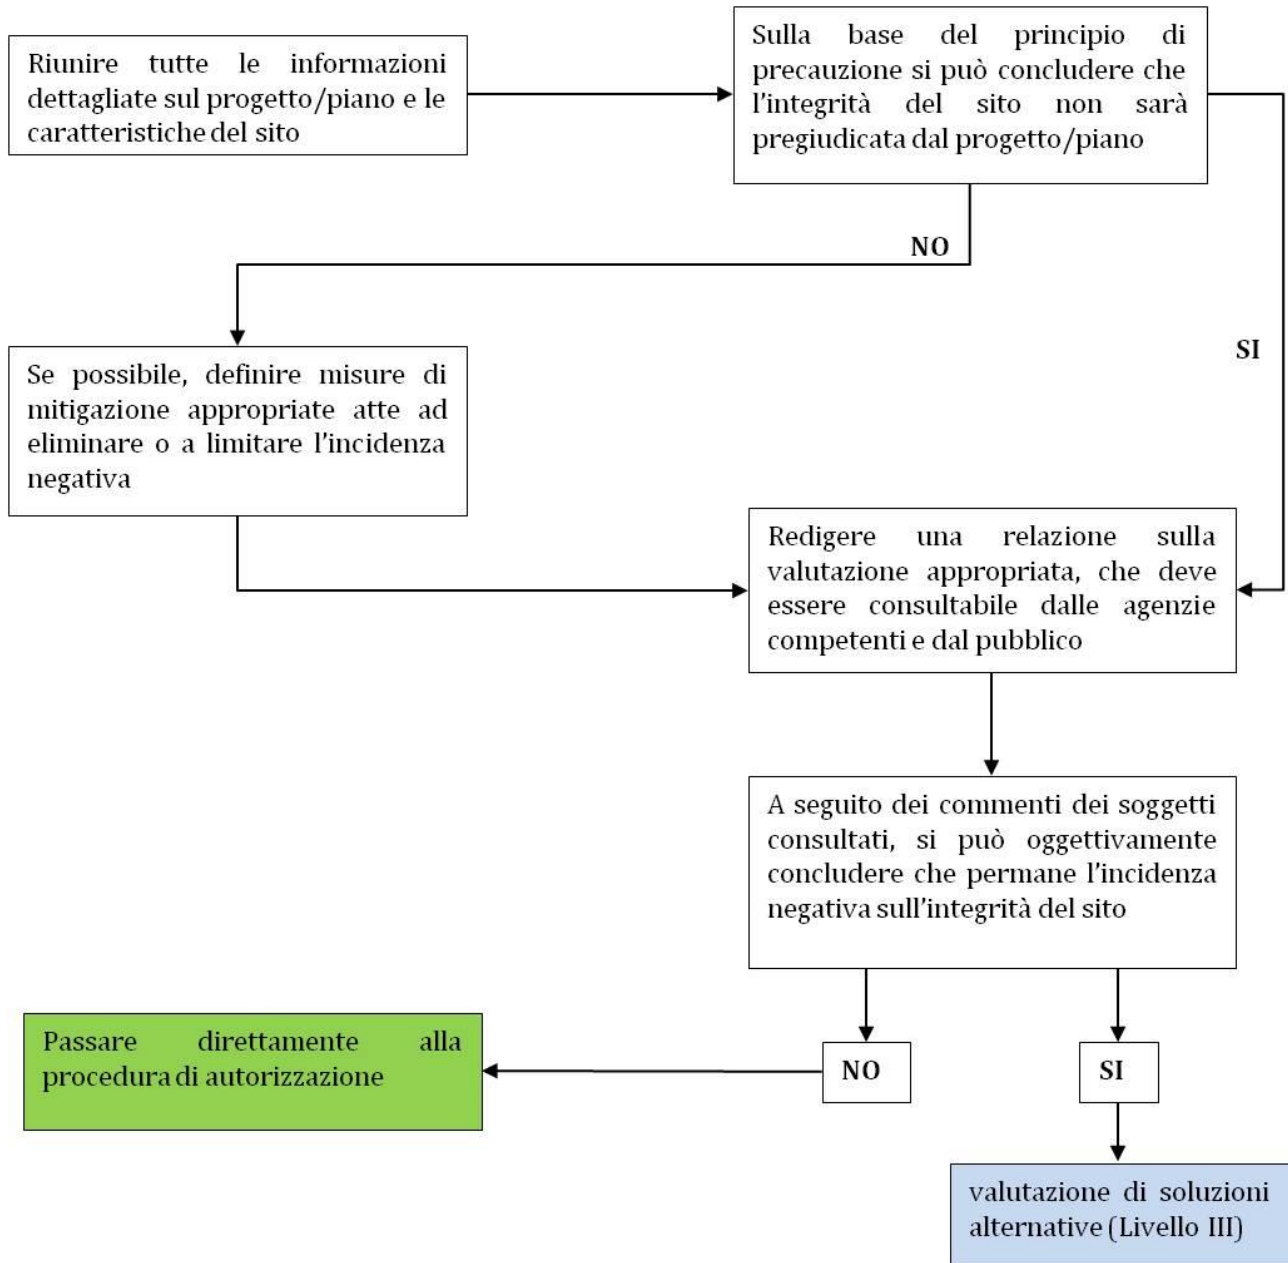 Riunire tutte le informazioni
dettagliate sul progetto/piano e le
caratteristiche del sito
Sulla base del principio di
precauzione si può concludere che
l'integrità del sito non sarà
pregiudicata dal progetto/piano
NO
SI
Se possibile, definire misure di
mitigazione appropriate atte ad
eliminare o a limitare l'incidenza
negativa
Redigere una relazione sulla
valutazione appropriata, che deve
essere consultabile dalle agenzie
competenti e dal pubblico
A seguito dei commenti dei soggetti
consultati, si può oggettivamente
concludere che permane l'incidenza
negativa sull'integrità del sito
Passare direttamente alla
procedura di autorizzazione
NO
SI
valutazione di soluzioni
alternative (Livello III)